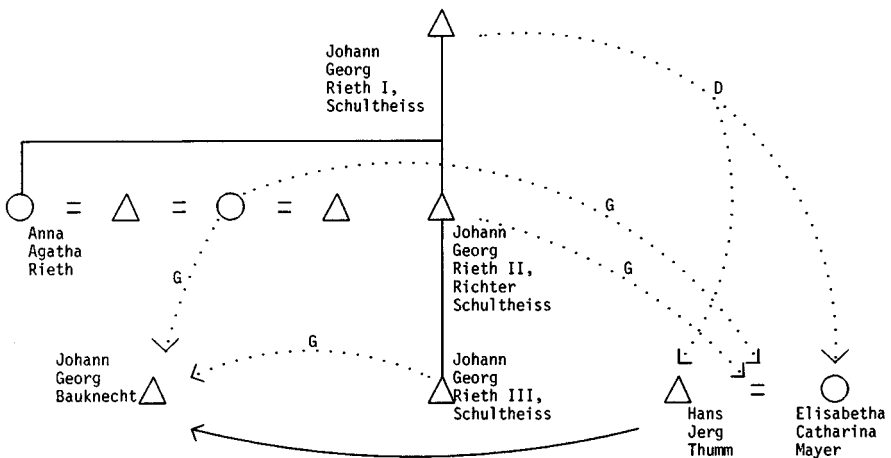 Johann
Georg
Rieth I,
Schultheiss
D
G
Anna
Agatha
Rieth
Johann
Georg
Rieth II,
Richter
Schultheiss
G
G
G
Johann
Georg
Bauknecht
Johann
Georg
Rieth III,
Schultheiss
Hans
Jerg
Thumm
Elisabetha
Catharina
Mayer